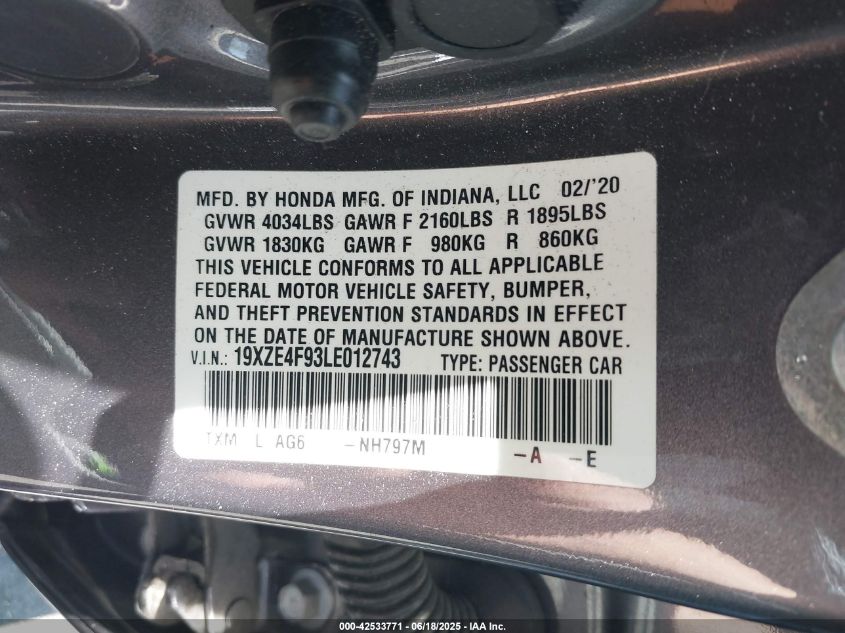 MFD. BY HONDA MFG. OF INDIANA, LLC 02/'20
GVWR 4034LBS GAWR F 2160LBS R 1895LBS
GVWR 1830KG GAWR F 980KG R 860KG
THIS VEHICLE CONFORMS TO ALL APPLICABLE
FEDERAL MOTOR VEHICLE SAFETY, BUMPER,
AND THEFT PREVENTION STANDARDS IN EFFECT
ON THE DATE OF MANUFACTURE SHOWN ABOVE.
V.I.N.: 19XZE4F93LE012743 TYPE: PASSENGER CAR
TXM L AG6 -NH797M -A -E
000-42533771 - 06/18/2025 - IAA Inc.